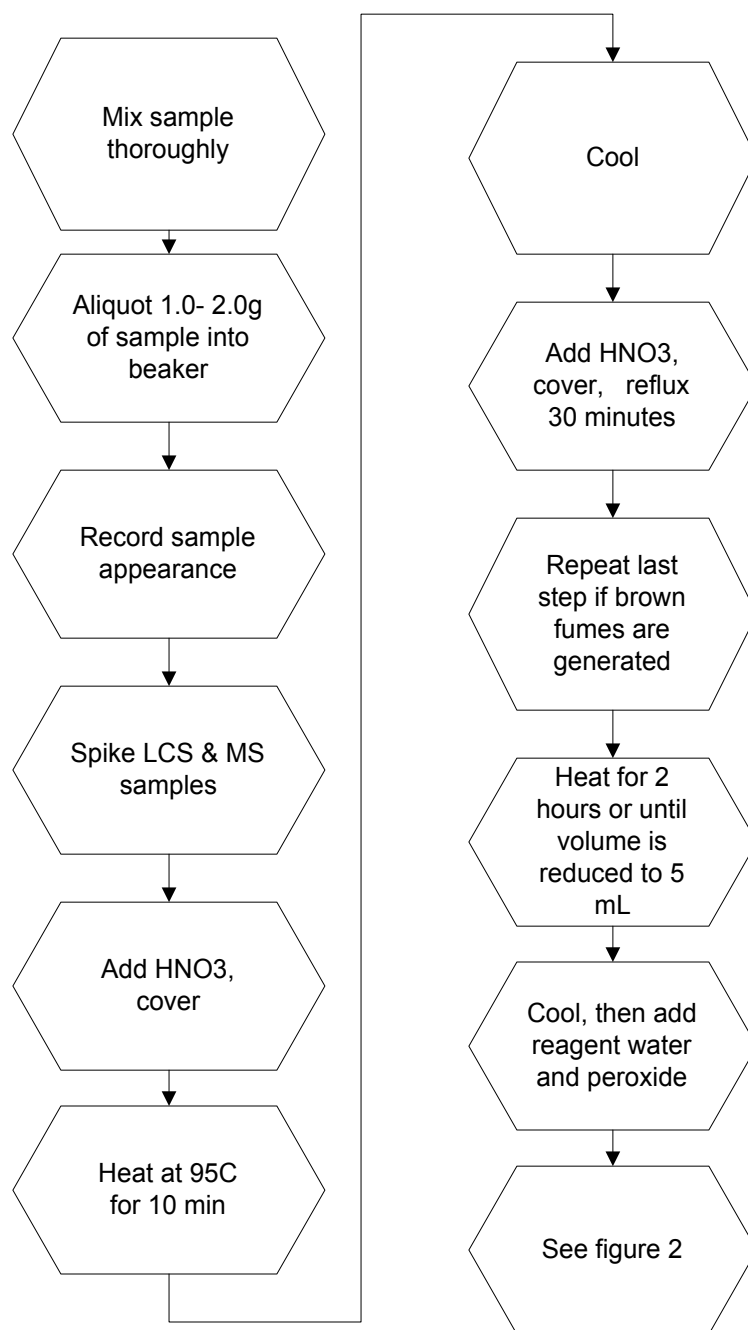 Mix sample
thoroughly
Aliquot 1.0- 2.0g
of sample into
beaker
Record sample
appearance
Spike LCS & MS
samples
Add HNO3,
cover
Heat at 95C
for 10 min
Cool
Add HNO3,
cover, reflux
30 minutes
Repeat last
step if brown
fumes are
generated
Heat for 2
hours or until
volume is
reduced to 5
mL
Cool, then add
reagent water
and peroxide
See figure 2